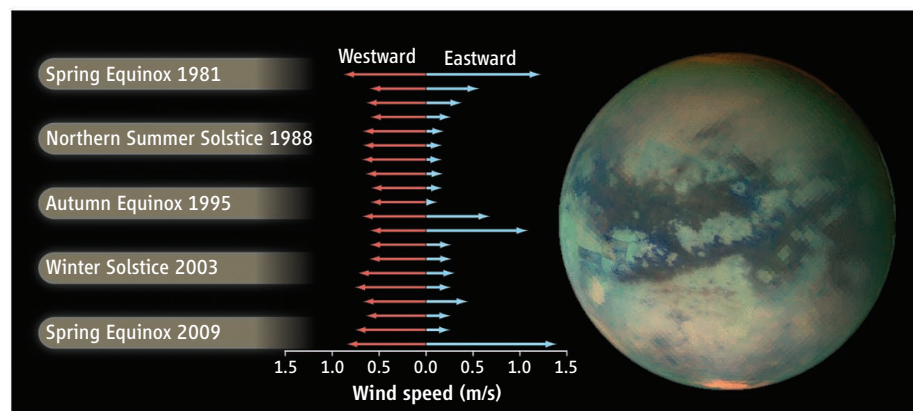 Westward Eastward
Spring Equinox 1981
Northern Summer Solstice 1988
Autumn Equinox 1995
Winter Solstice 2003
Spring Equinox 2009
1.5 1.0 0.5 0.0 0.5 1.0 1.5
Wind speed (m/s)